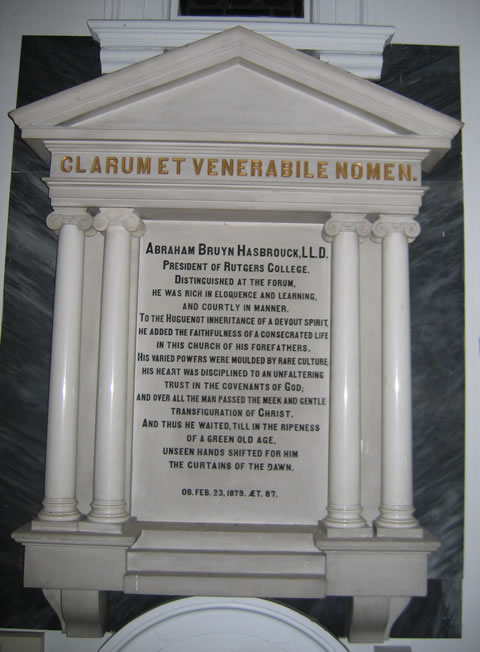 CLARUM ET VENERABILE NOMEN.
ABRAHAM BRUYN HASBROUCK, LL.D.
PRESIDENT OF RUTGERS COLLEGE.
DISTINGUISHED AT THE FORUM,
HE WAS RICH IN ELOQUENCE AND LEARNING,
AND COURTLY IN MANNER.
TO THE HUGUENOT INHERITANCE OF A DEVOUT SPIRIT,
HE ADDED THE FAITHFULNESS OF A CONSECRATED LIFE
IN THIS CHURCH OF HIS FOREFATHERS.
HIS VARIED POWERS WERE MOULDED BY RARE CULTURE;
HIS HEART WAS DISCIPLINED TO AN UNFALTERING
TRUST IN THE COVENANTS OF GOD;
AND OVER ALL THE MAN PASSED THE MEEK AND GENTLE
TRANSFIGURATION OF CHRIST.
AND THUS HE WAITED, TILL IN THE RIPENESS
OF A GREEN OLD AGE,
UNSEEN HANDS SHIFTED FOR HIM
THE CURTAINS OF THE DAWN.
OB. FEB. 23, 1879. ÆT. 87.